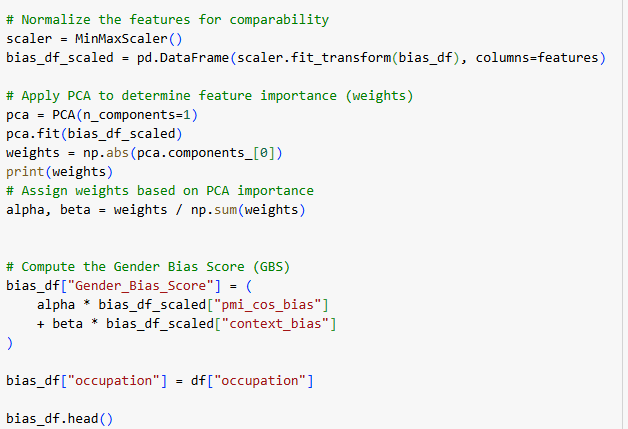 # Normalize the features for comparability
scaler = MinMaxScaler()
bias_df_scaled = pd.DataFrame(scaler.fit_transform(bias_df), columns=features)
# Apply PCA to determine feature importance (weights)
pca = PCA(n_components=1)
pca.fit(bias_df_scaled)
weights = np.abs(pca.components_[0])
print(weights)
# Assign weights based on PCA importance
alpha, beta = weights / np.sum(weights)
# Compute the Gender Bias Score (GBS)
bias_df["Gender_Bias_Score"] = (
    alpha * bias_df_scaled["pmi_cos_bias"]
    + beta * bias_df_scaled["context_bias"]
)
bias_df["occupation"] = df["occupation"]
bias_df.head()